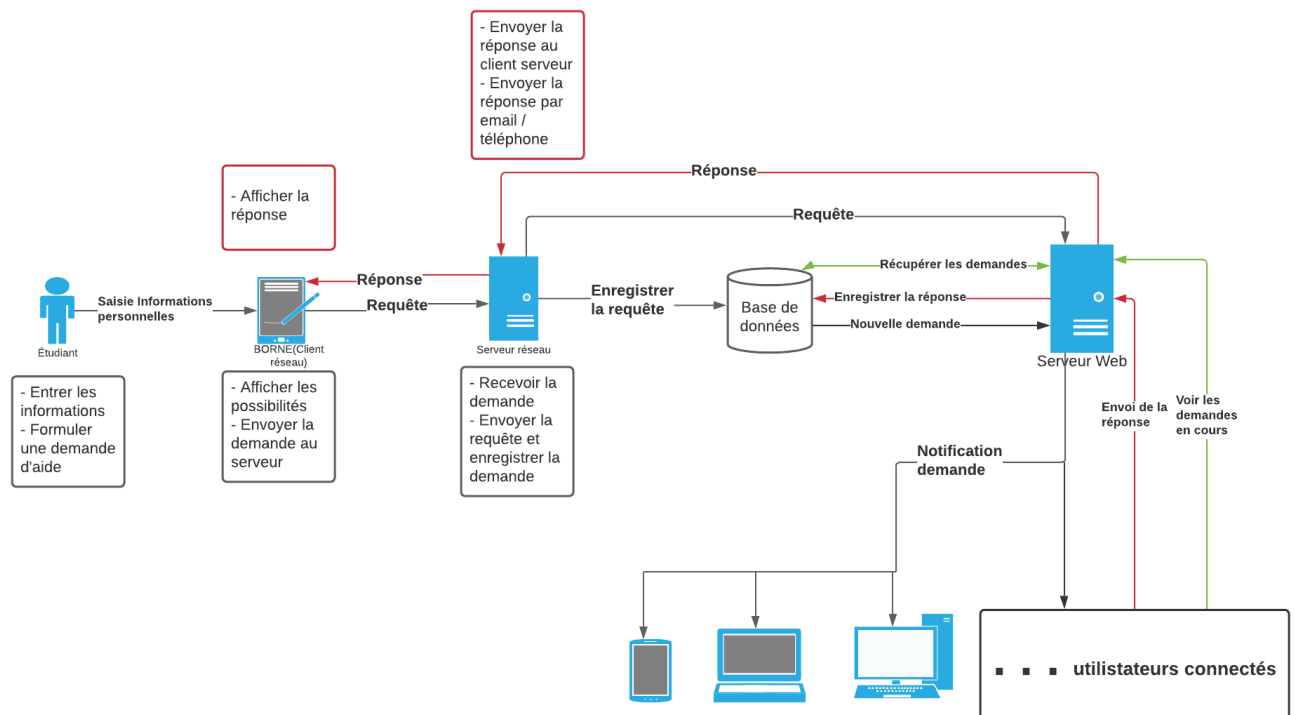 - Envoyer la
réponse au
client serveur
- Envoyer la
réponse par
email /
téléphone
Réponse
- Afficher la
réponse
Requête
Récupérer les demandes
Réponse
Enregistrer
la requête
Enregistrer la réponse
Saisie Informations
personnelles
Requête
Base de
données
Nouvelle demande
Étudiant
BORNE(Client
réseau)
Serveur réseau
Serveur Web
- Entrer les
informations
- Formuler
une demande
d'aide
- Afficher les
possibilités
- Envoyer la
demande au
serveur
- Recevoir la
demande
- Envoyer la
requête et
enregistrer la
demande
Envoi de la
réponse
Voir les
demandes
en cours
Notification
demande
. . . utilistateurs connectés